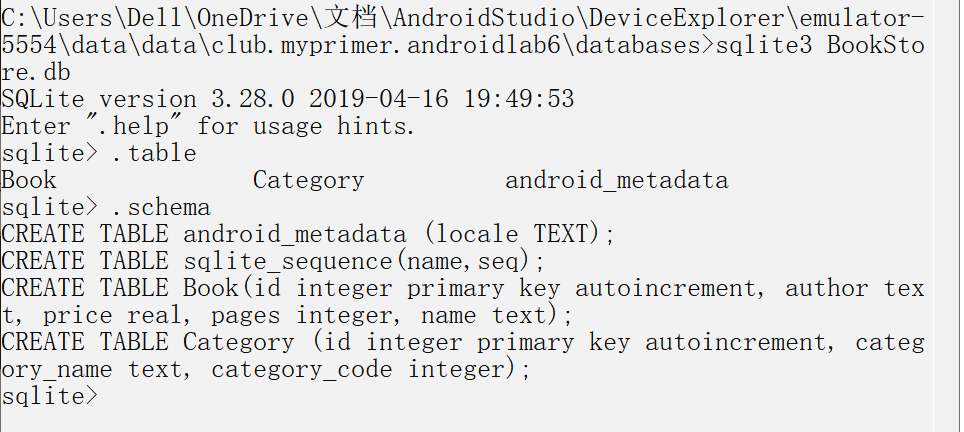 C:\Users\Dell\OneDrive\文档\AndroidStudio\DeviceExplorer\emulator-
5554\data\data\club.myprimer.androidlab6\databases>sqlite3 BookSto
re.db
SQLite version 3.28.0 2019-04-16 19:49:53
Enter ".help" for usage hints.
sqlite> .table
Book              Category          android_metadata
sqlite> .schema
CREATE TABLE android_metadata (locale TEXT);
CREATE TABLE sqlite_sequence(name,seq);
CREATE TABLE Book(id integer primary key autoincrement, author tex
t, price real, pages integer, name text);
CREATE TABLE Category (id integer primary key autoincrement, categ
ory_name text, category_code integer);
sqlite>